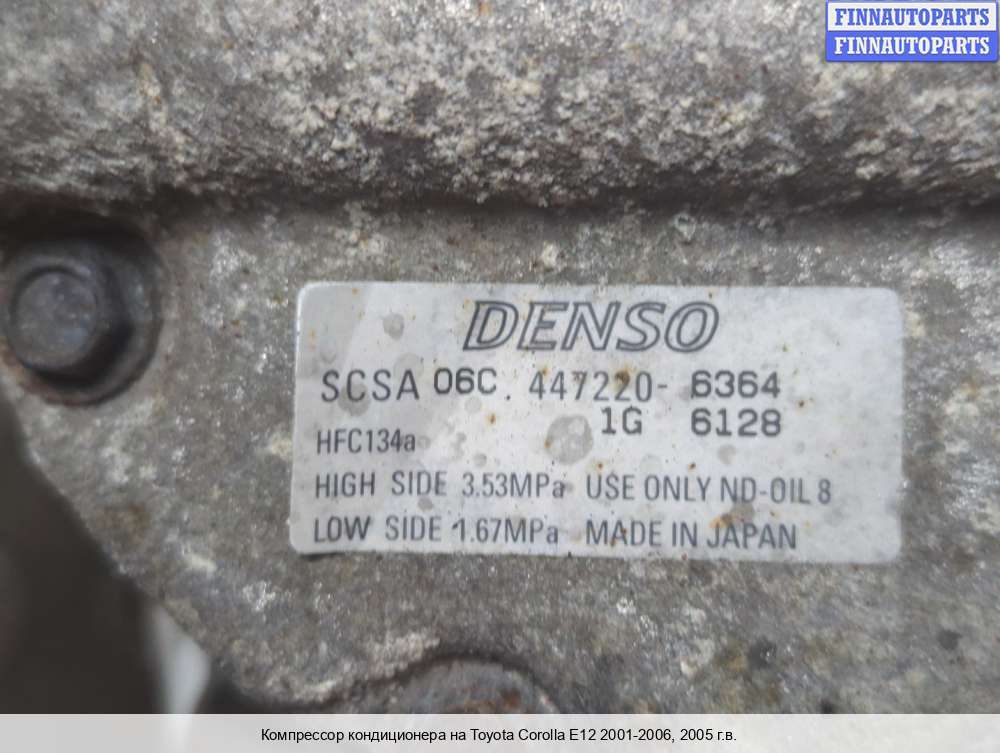 FINNAUTOPARTS
FINNAUTOPARTS
DENSO
SCSA 06C. 447220- 6364
1G 6128
HFC134a
HIGH SIDE 3.53MPa USE ONLY ND-OIL 8
LOW SIDE 1.67MPa MADE IN JAPAN
Компрессор кондиционера на Toyota Corolla E12 2001-2006, 2005 г.в.